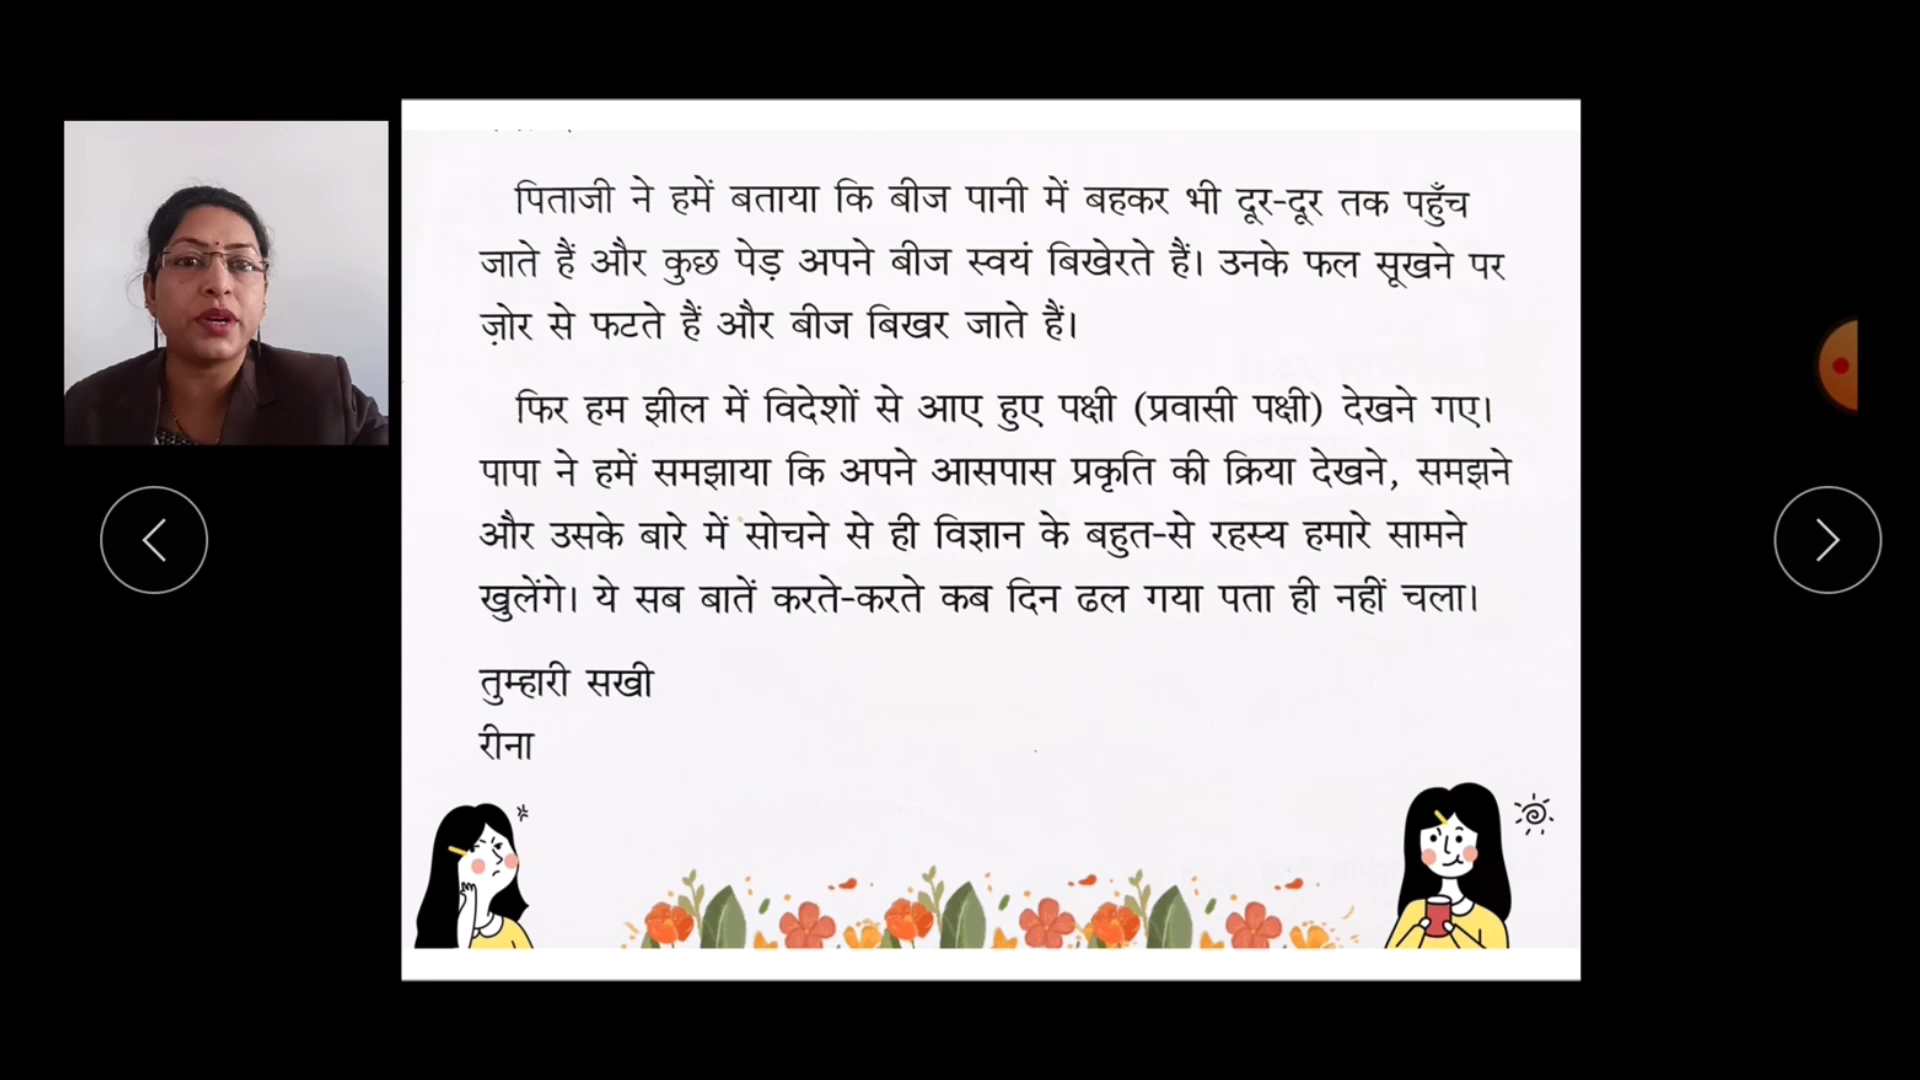 पिताजी ने हमें बताया कि बीज पानी में बहकर भी दूर-दूर तक पहुँच
जाते हैं और कुछ पेड़ अपने बीज स्वयं बिखेरते हैं। उनके फल सूखने पर
ज़ोर से फटते हैं और बीज बिखर जाते हैं।
फिर हम झील में विदेशों से आए हुए पक्षी (प्रवासी पक्षी) देखने गए।
पापा ने हमें समझाया कि अपने आसपास प्रकृति की क्रिया देखने, समझने
और उसके बारे में सोचने से ही विज्ञान के बहुत-से रहस्य हमारे सामने
खुलेंगे। ये सब बातें करते-करते कब दिन ढल गया पता ही नहीं चला।
तुम्हारी सखी
रीना